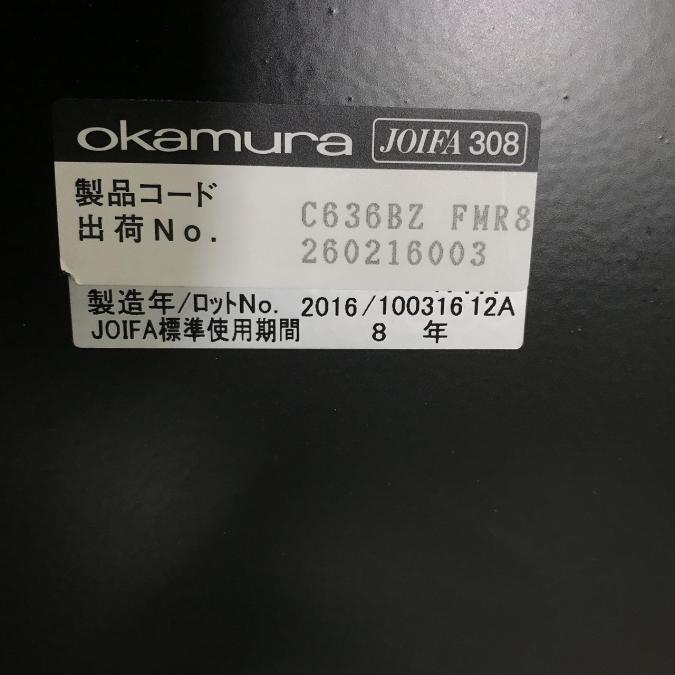 okamura JOIFA 308
製品コード C636BZ FMR8
出荷No. 260216003
製造年/ロットNo. 2016/10031612A
JOIFA標準使用期間 8 年